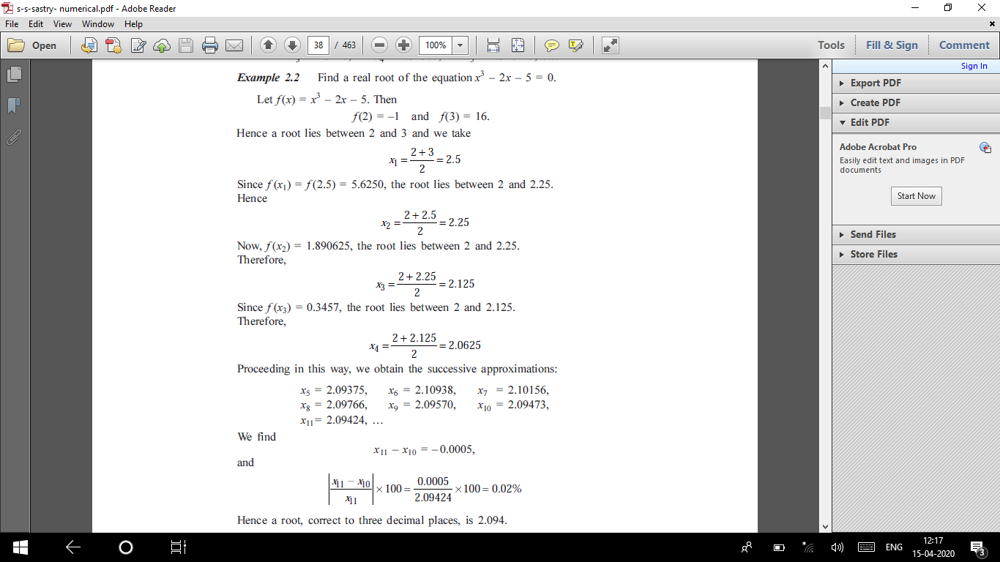 s-s-sastry- numerical.pdf - Adobe Reader
File Edit View Window Help
Open 38 / 463 100% Tools Fill & Sign Comment
Sign In
Export PDF
Create PDF
Edit PDF
Adobe Acrobat Pro
Easily edit text and images in PDF
documents
Start Now
Send Files
Store Files
Example 2.2 Find a real root of the equation x³ – 2x – 5 = 0.
Let f(x) = x³ – 2x – 5. Then
f(2) = –1 and f(3) = 16.
Hence a root lies between 2 and 3 and we take
x₁ = (2 + 3)/2 = 2.5
Since f(x₁) = f(2.5) = 5.6250, the root lies between 2 and 2.25.
Hence
x₂ = (2 + 2.5)/2 = 2.25
Now, f(x₂) = 1.890625, the root lies between 2 and 2.25.
Therefore,
x₃ = (2 + 2.25)/2 = 2.125
Since f(x₃) = 0.3457, the root lies between 2 and 2.125.
Therefore,
x₄ = (2 + 2.125)/2 = 2.0625
Proceeding in this way, we obtain the successive approximations:
x₅ = 2.09375, x₆ = 2.10938, x₇ = 2.10156,
x₈ = 2.09766, x₉ = 2.09570, x₁₀ = 2.09473,
x₁₁ = 2.09424, …
We find
x₁₁ – x₁₀ = –0.0005,
and
|(x₁₁ – x₁₀)/x₁₁| × 100 = 0.0005/2.09424 × 100 = 0.02%
Hence a root, correct to three decimal places, is 2.094.
ENG 12:17
15-04-2020
3